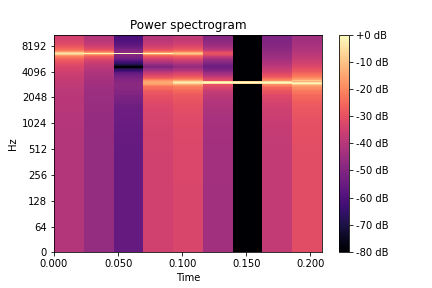 Power spectrogram
8192
4096
2048
1024
512
256
128
64
0
Hz
0.000 0.050 0.100 0.150 0.200
Time
+0 dB
-10 dB
-20 dB
-30 dB
-40 dB
-50 dB
-60 dB
-70 dB
-80 dB